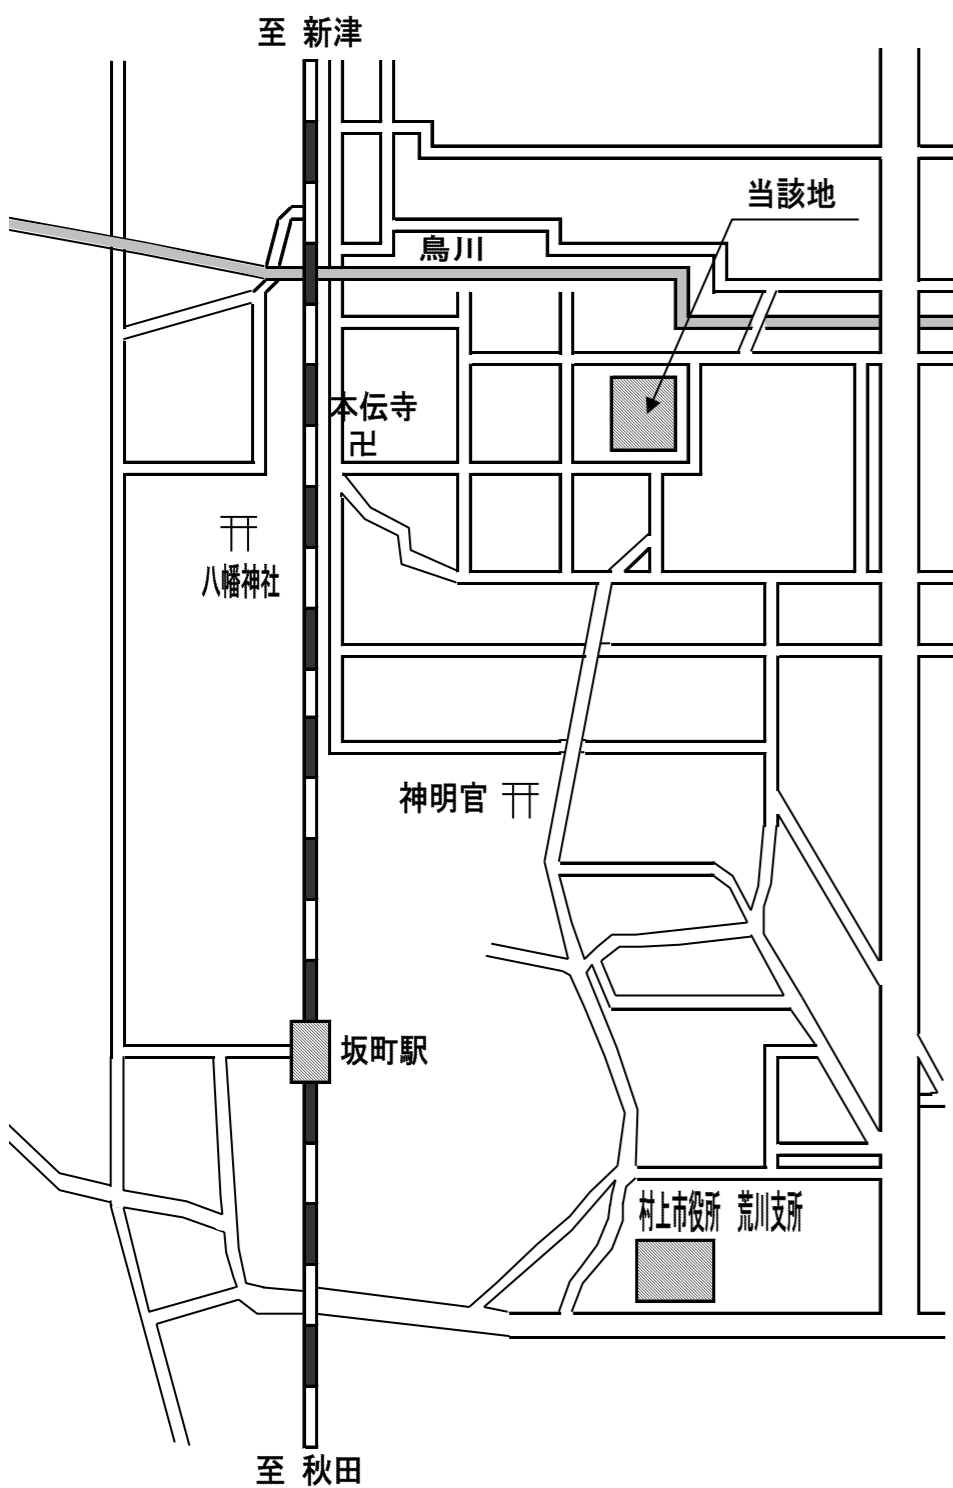 至 新津
当該地
鳥川
本伝寺
卍
八幡神社
神明官
坂町駅
村上市役所 荒川支所
至 秋田